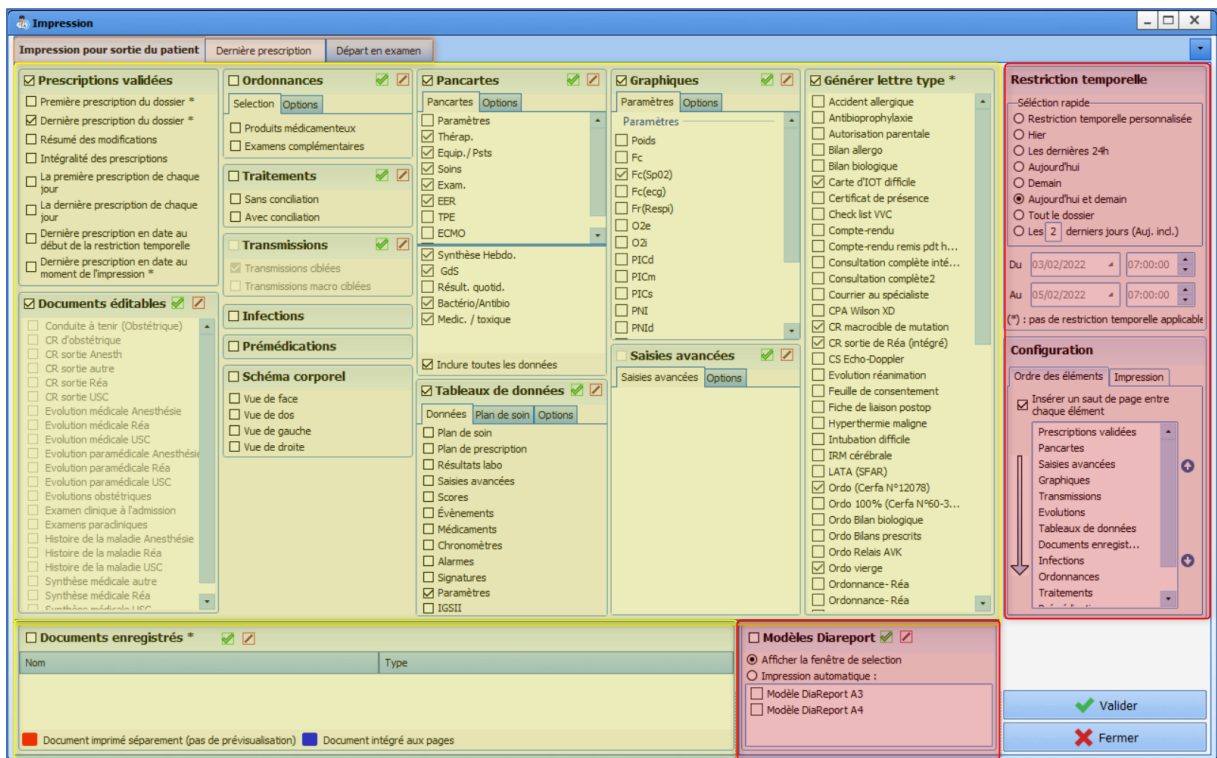 Impression
Impression pour sortie du patient
Dernière prescription
Départ en examen
Prescriptions validées
Première prescription du dossier *
Dernière prescription du dossier *
Résumé des modifications
Intégralité des prescriptions
La première prescription de chaque
jour
La dernière prescription de chaque
jour
Dernière prescription en date au
début de la restriction temporelle
Dernière prescription en date au
moment de l'impression *
Documents éditables
Conduite à tenir (Obstétrique)
CR d'obstétrique
CR sortie Anesth
CR sortie autre
CR sortie Réa
CR sortie USC
Evolution médicale Anesthésie
Evolution médicale Réa
Evolution médicale USC
Evolution paramédicale Anesthésie
Evolution paramédicale Réa
Evolution paramédicale USC
Evolutions obstétriques
Examen clinique à l'admission
Examens paracliniques
Histoire de la maladie Anesthésie
Histoire de la maladie Réa
Histoire de la maladie USC
Synthèse médicale autre
Synthèse médicale Réa
Synthèse médicale USC
Ordonnances
Selection Options
Produits médicamenteux
Examens complémentaires
Traitements
Sans conciliation
Avec conciliation
Transmissions
Transmissions ciblées
Transmissions macro ciblées
Infections
Prémédications
Schéma corporel
Vue de face
Vue de dos
Vue de gauche
Vue de droite
Pancartes
Pancartes Options
Paramètres
Thérap.
Equip./ Psts
Soins
Exam.
EER
TPE
ECMO
Synthèse Hebdo.
GdS
Résult. quotid.
Bactério/Antibio
Medic. / toxique
Inclure toutes les données
Tableaux de données
Données Plan de soin Options
Plan de soin
Plan de prescription
Résultats labo
Saisies avancées
Scores
Évènements
Médicaments
Chronomètres
Alarmes
Signatures
Paramètres
IGSII
Graphiques
Paramètres Options
Paramètres
Poids
Fc
Fc(Sp02)
Fc(ecg)
Fr(Respi)
O2e
O2i
PICd
PICm
PICs
PNI
PNId
Saisies avancées
Saisies avancées Options
Générer lettre type *
Accident allergique
Antibioprophylaxie
Autorisation parentale
Bilan allergo
Bilan biologique
Carte d'IOT difficile
Certificat de présence
Check list VVC
Compte-rendu
Compte-rendu remis pdt h...
Consultation complète inté...
Consultation complète2
Courrier au spécialiste
CPA Wilson XD
CR macrocible de mutation
CR sortie de Réa (intégré)
CS Echo-Doppler
Evolution réanimation
Feuille de consentement
Fiche de liaison postop
Hyperthermie maligne
Intubation difficile
IRM cérébrale
LATA (SFAR)
Ordo (Cerfa N°12078)
Ordo 100% (Cerfa N°60-3...
Ordo Bilan biologique
Ordo Bilans prescrits
Ordo Relais AVK
Ordo vierge
Ordonnance- Réa
Ordonnance- Réa
Restriction temporelle
Séléction rapide
Restriction temporelle personnalisée
Hier
Les dernières 24h
Aujourd'hui
Demain
Aujourd'hui et demain
Tout le dossier
Les 2 derniers jours (Auj. incl.)
Du 03/02/2022 07:00:00
Au 05/02/2022 07:00:00
(*) : pas de restriction temporelle applicable
Configuration
Ordre des éléments Impression
Insérer un saut de page entre
chaque élément
Prescriptions validées
Pancartes
Saisies avancées
Graphiques
Transmissions
Evolutions
Tableaux de données
Documents enregist...
Infections
Ordonnances
Traitements
Documents enregistrés *
Nom Type
Document imprimé séparement (pas de prévisualisation) Document intégré aux pages
Modèles Diareport
Afficher la fenêtre de selection
Impression automatique :
Modèle DiaReport A3
Modèle DiaReport A4
Valider
Fermer